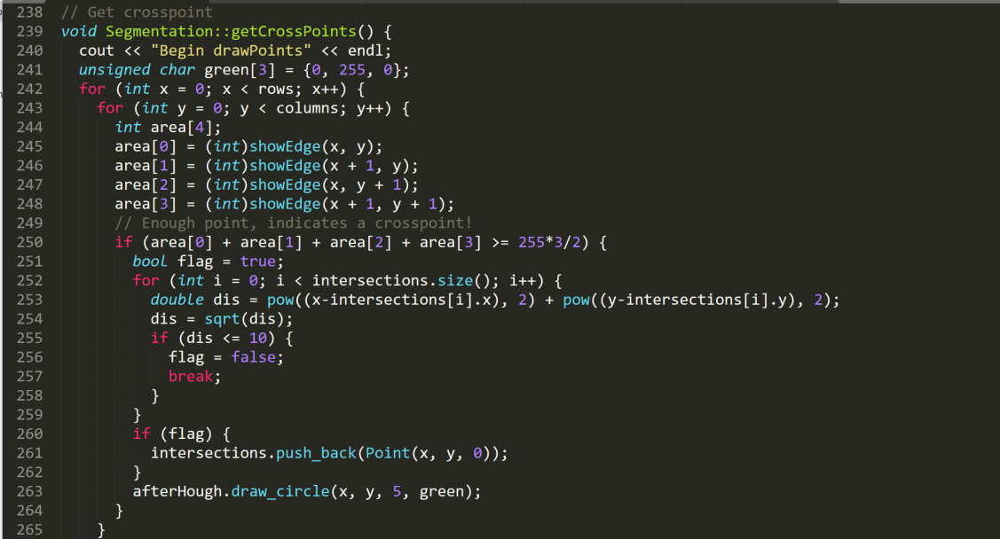 238 // Get crosspoint
239 void Segmentation::getCrossPoints() {
240 cout << "Begin drawPoints" << endl;
241 unsigned char green[3] = {0, 255, 0};
242 for (int x = 0; x < rows; x++) {
243 for (int y = 0; y < columns; y++) {
244 int area[4];
245 area[0] = (int)showEdge(x, y);
246 area[1] = (int)showEdge(x + 1, y);
247 area[2] = (int)showEdge(x, y + 1);
248 area[3] = (int)showEdge(x + 1, y + 1);
249 // Enough point, indicates a crosspoint!
250 if (area[0] + area[1] + area[2] + area[3] >= 255*3/2) {
251 bool flag = true;
252 for (int i = 0; i < intersections.size(); i++) {
253 double dis = pow((x-intersections[i].x), 2) + pow((y-intersections[i].y), 2);
254 dis = sqrt(dis);
255 if (dis <= 10) {
256 flag = false;
257 break;
258 }
259 }
260 if (flag) {
261 intersections.push_back(Point(x, y, 0));
262 }
263 afterHough.draw_circle(x, y, 5, green);
264 }
265 }